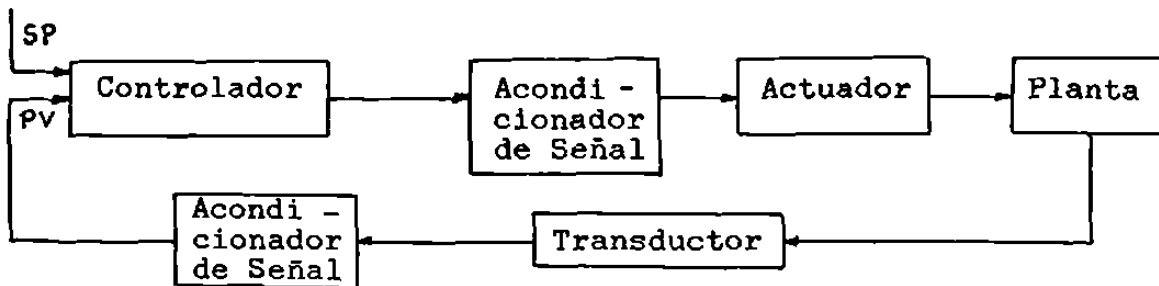 SP
PV
Controlador
Acondi-
cionador
de Señal
Actuador
Planta
Acondi-
cionador
de Señal
Transductor